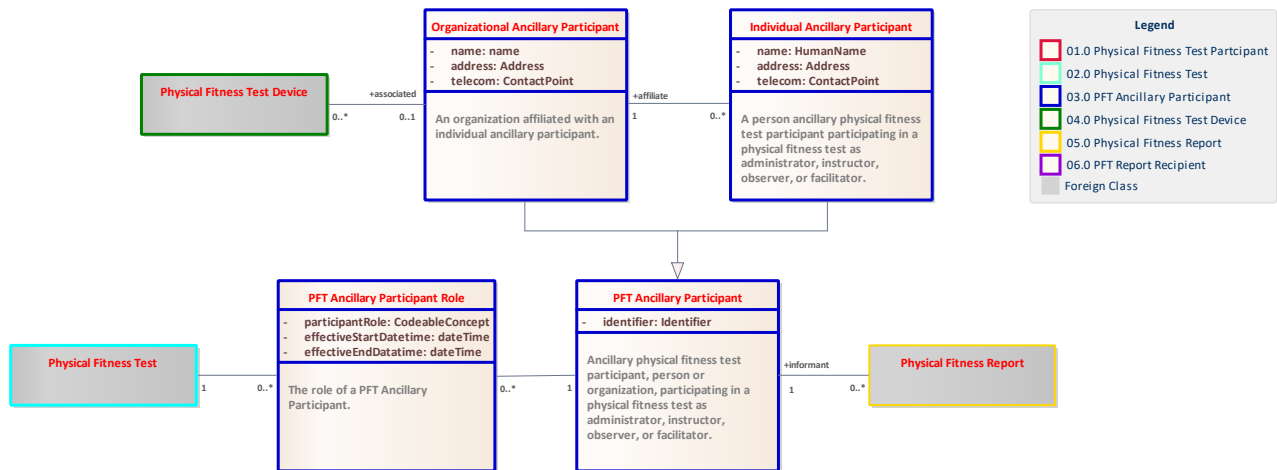 Organizational Ancillary Participant
- name: name
- address: Address
- telecom: ContactPoint
An organization affiliated with an
individual ancillary participant.
Individual Ancillary Participant
- name: HumanName
- address: Address
- telecom: ContactPoint
A person ancillary physical fitness
test participant participating in a
physical fitness test as
administrator, instructor,
observer, or facilitator.
Legend
01.0 Physical Fitness Test Partcipant
02.0 Physical Fitness Test
03.0 PFT Ancillary Participant
04.0 Physical Fitness Test Device
05.0 Physical Fitness Report
06.0 PFT Report Recipient
Foreign Class
Physical Fitness Test Device
+associated
0..*
0..1
+affiliate
1
0..*
PFT Ancillary Participant Role
- participantRole: CodeableConcept
- effectiveStartDatetime: dateTime
- effectiveEndDatatime: dateTime
The role of a PFT Ancillary
Participant.
PFT Ancillary Participant
- identifier: Identifier
Ancillary physical fitness test
participant, person or
organization, participating in a
physical fitness test as
administrator, instructor,
observer, or facilitator.
Physical Fitness Test
1
0..*
0..*
1
+informant
1
0..*
Physical Fitness Report